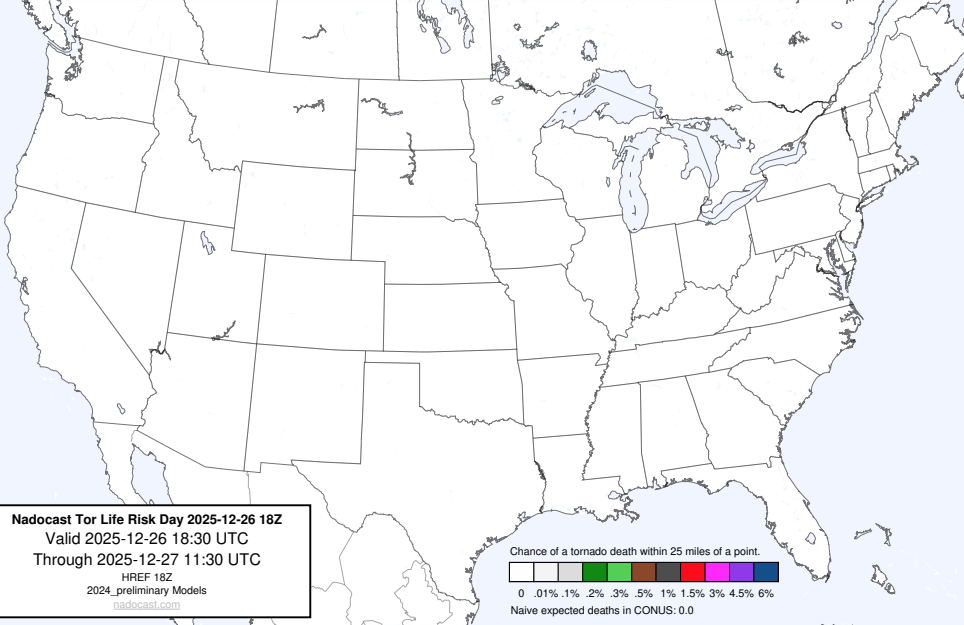 Nadocast Tor Life Risk Day 2025-12-26 18Z
Valid 2025-12-26 18:30 UTC
Through 2025-12-27 11:30 UTC
HREF 18Z
2024_preliminary Models
nadocast.com
Chance of a tornado death within 25 miles of a point.
0 .01% .1% .2% .3% .5% 1% 1.5% 3% 4.5% 6%
Naive expected deaths in CONUS: 0.0